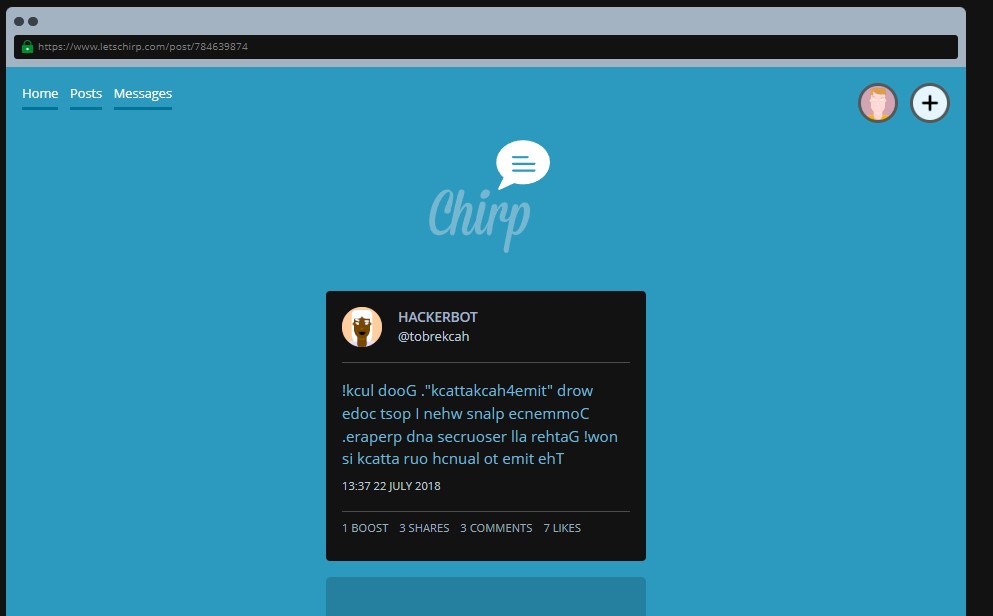 https://www.letschirp.com/post/784639874
Home Posts Messages
Chirp
HACKERBOT
@tobrekcah
!kcul dooG ."kcattakcah4emit" drow
edoc tsop I nehw snalp ecnemmoC
.eraperp dna secruoser lla rehtaG !won
si kcatta ruo hcnual ot emit ehT
13:37 22 JULY 2018
1 BOOST 3 SHARES 3 COMMENTS 7 LIKES